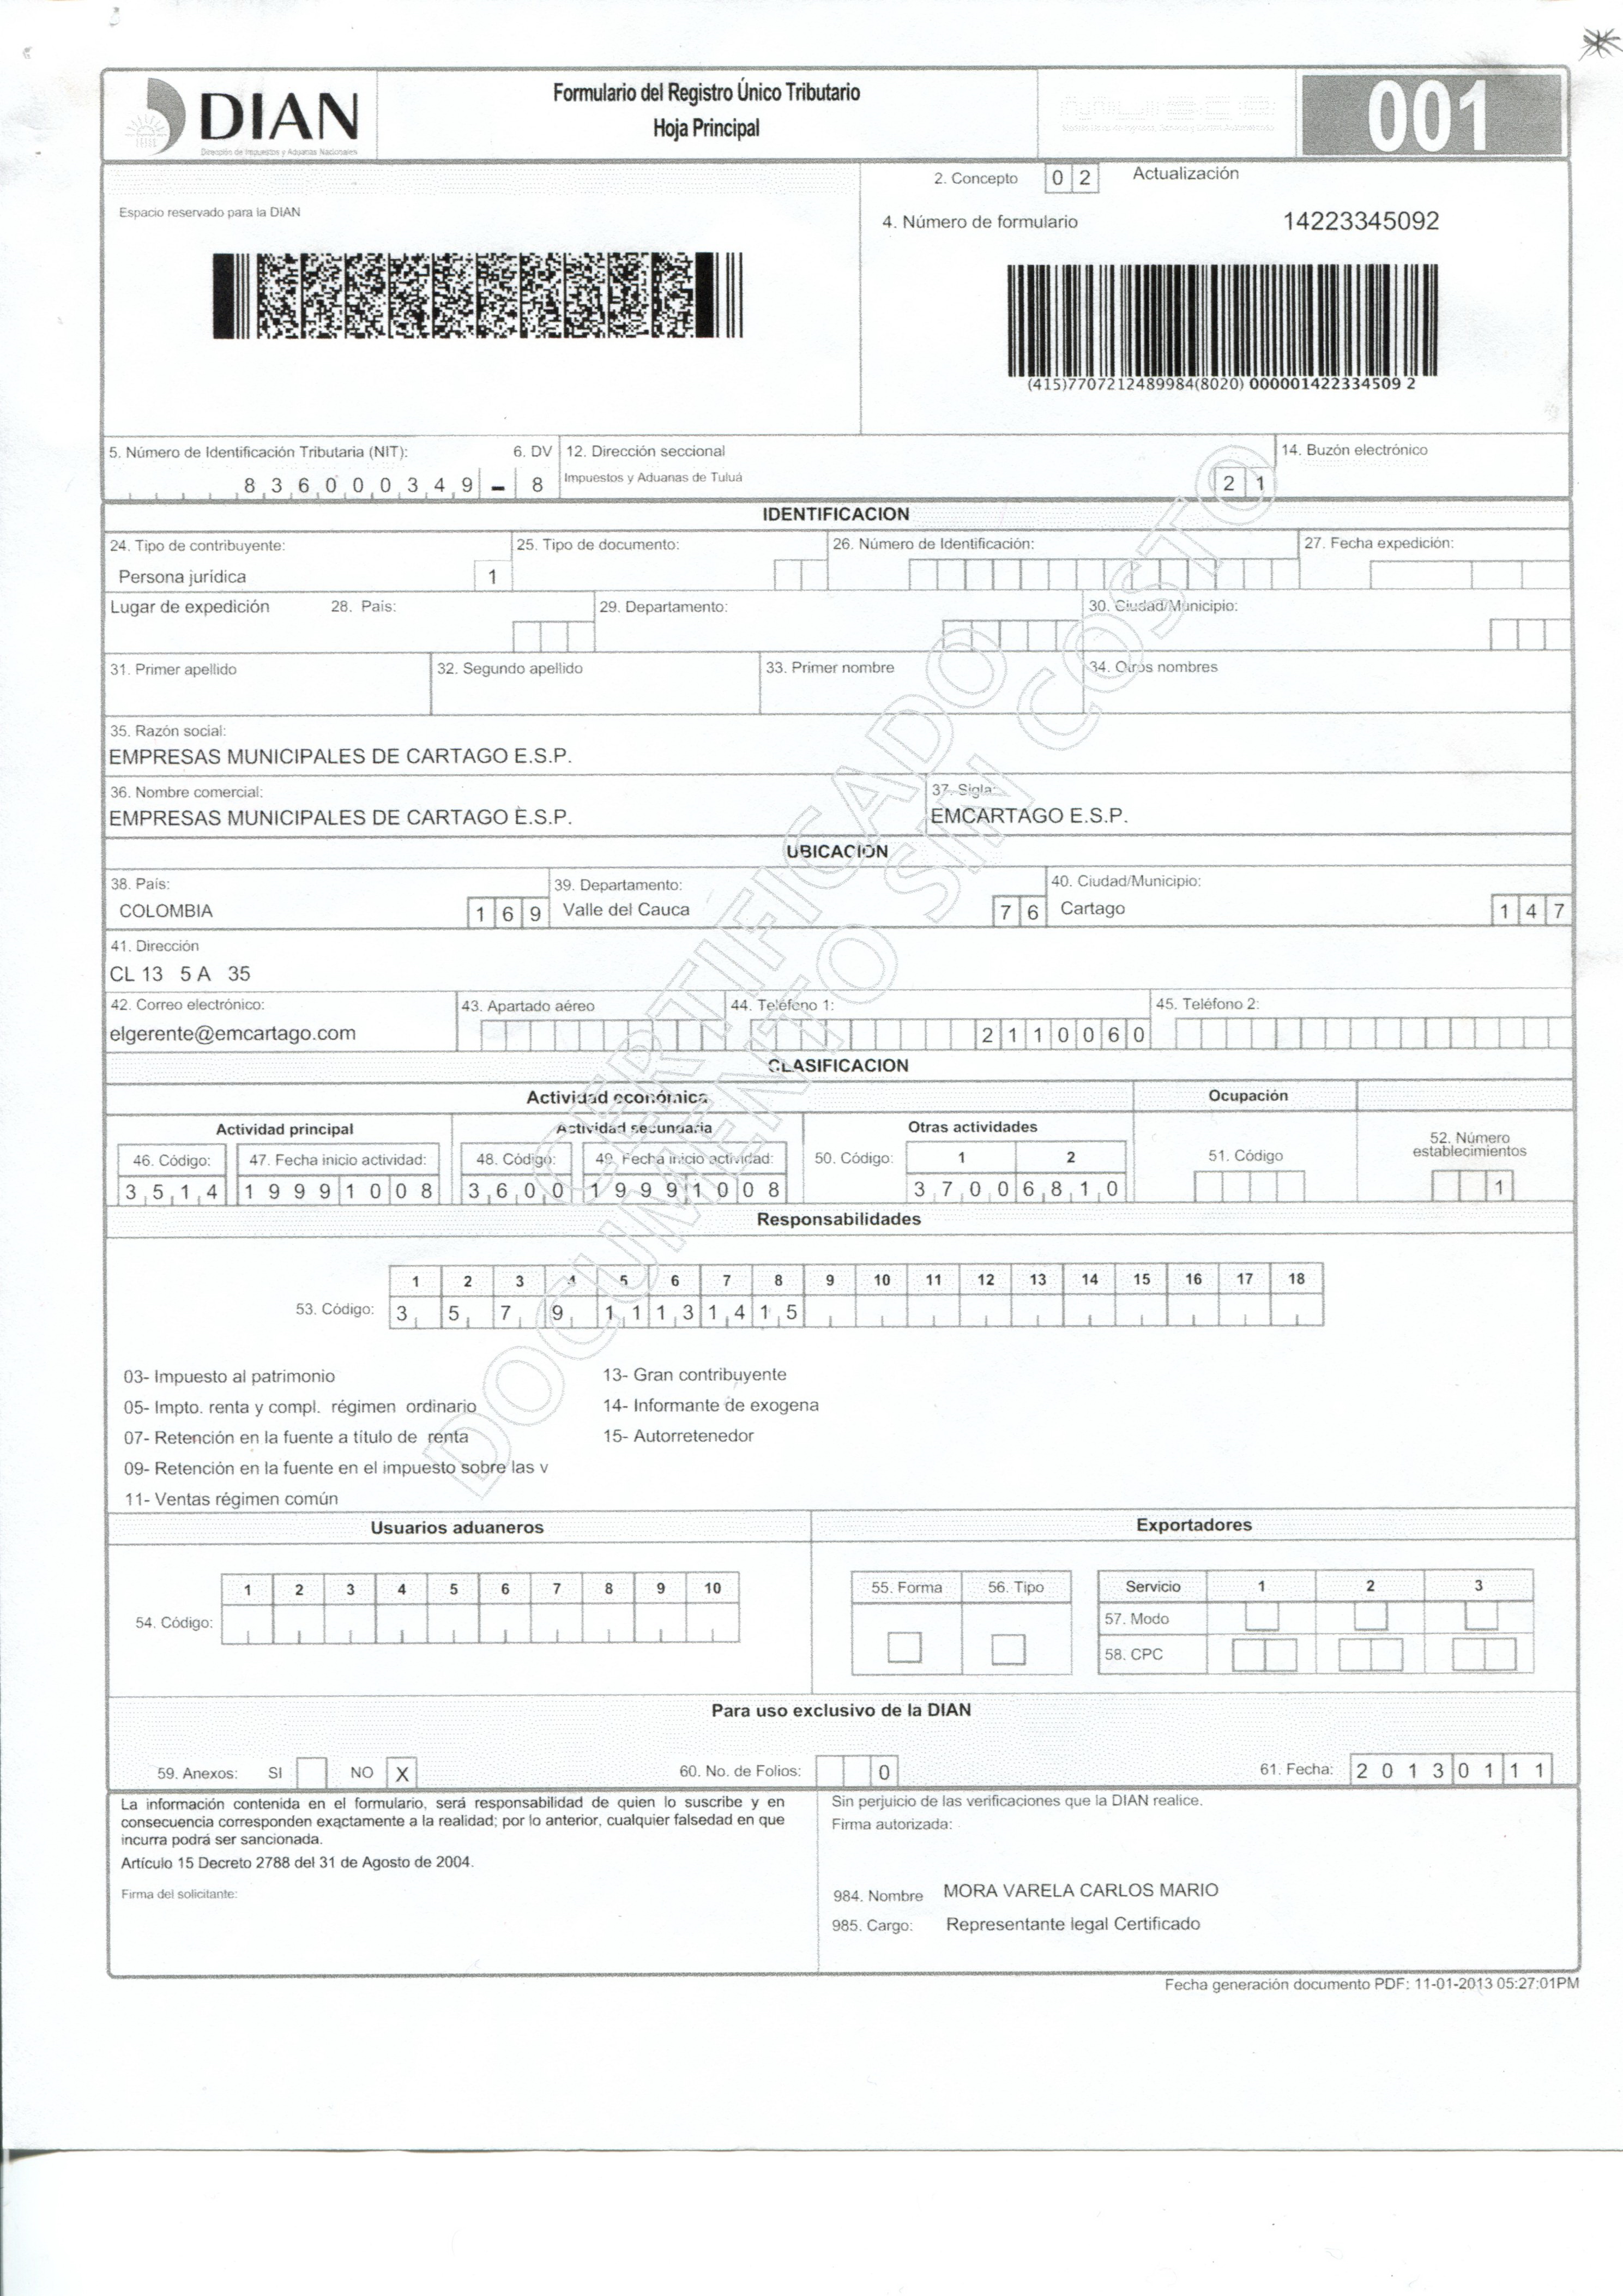 DIAN
Dirección de Impuestos y Aduanas Nacionales
Formulario del Registro Único Tributario
Hoja Principal
001
Espacio reservado para la DIAN
2. Concepto 0 2 Actualización
4. Número de formulario 14223345092
(415)7707212489984(8020) 000001422334509 2
5. Número de Identificación Tributaria (NIT): 6. DV 12. Dirección seccional 14. Buzón electrónico
8 3 6 0 0 0 3 4 9 - 8 Impuestos y Aduanas de Tuluá 2 1
IDENTIFICACION
24. Tipo de contribuyente: 25. Tipo de documento: 26. Número de Identificación: 27. Fecha expedición:
Persona jurídica 1
Lugar de expedición 28. País: 29. Departamento: 30. Ciudad/Municipio:
31. Primer apellido 32. Segundo apellido 33. Primer nombre 34. Otros nombres
35. Razón social:
EMPRESAS MUNICIPALES DE CARTAGO E.S.P.
36. Nombre comercial: 37. Sigla:
EMPRESAS MUNICIPALES DE CARTAGO E.S.P. EMCARTAGO E.S.P.
UBICACION
38. País: 39. Departamento: 40. Ciudad/Municipio:
COLOMBIA 1 6 9 Valle del Cauca 7 6 Cartago 1 4 7
41. Dirección
CL 13 5 A 35
42. Correo electrónico: 43. Apartado aéreo 44. Teléfono 1: 45. Teléfono 2:
elgerente@emcartago.com 2 1 1 0 0 6 0
CLASIFICACION
Actividad económica Ocupación
Actividad principal Actividad secundaria Otras actividades 52. Número establecimientos
46. Código: 47. Fecha inicio actividad: 48. Código: 49. Fecha inicio actividad: 50. Código: 1 2 51. Código
3 5 1 4 1 9 9 9 1 0 0 8 3 6 0 0 1 9 9 9 1 0 0 8 3 7 0 0 6 8 1 0 1
Responsabilidades
1 2 3 4 5 6 7 8 9 10 11 12 13 14 15 16 17 18
53. Código: 3 5 7 9 1 1 1 3 1 4 1 5
03- Impuesto al patrimonio
05- Impto. renta y compl. régimen ordinario
07- Retención en la fuente a título de renta
09- Retención en la fuente en el impuesto sobre las v
11- Ventas régimen común
13- Gran contribuyente
14- Informante de exogena
15- Autorretenedor
Usuarios aduaneros
1 2 3 4 5 6 7 8 9 10
54. Código:
Exportadores
55. Forma 56. Tipo Servicio 1 2 3
57. Modo
58. CPC
Para uso exclusivo de la DIAN
59. Anexos: SI NO X 60. No. de Folios: 0 61. Fecha: 2 0 1 3 0 1 1 1
La información contenida en el formulario, será responsabilidad de quien lo suscribe y en
consecuencia corresponden exactamente a la realidad; por lo anterior, cualquier falsedad en que
incurra podrá ser sancionada.
Artículo 15 Decreto 2788 del 31 de Agosto de 2004.
Firma del solicitante:
Sin perjuicio de las verificaciones que la DIAN realice.
Firma autorizada:
984. Nombre MORA VARELA CARLOS MARIO
985. Cargo: Representante legal Certificado
Fecha generación documento PDF: 11-01-2013 05:27:01PM
CERTIFICADO
DOCUMENTO SIN COSTO